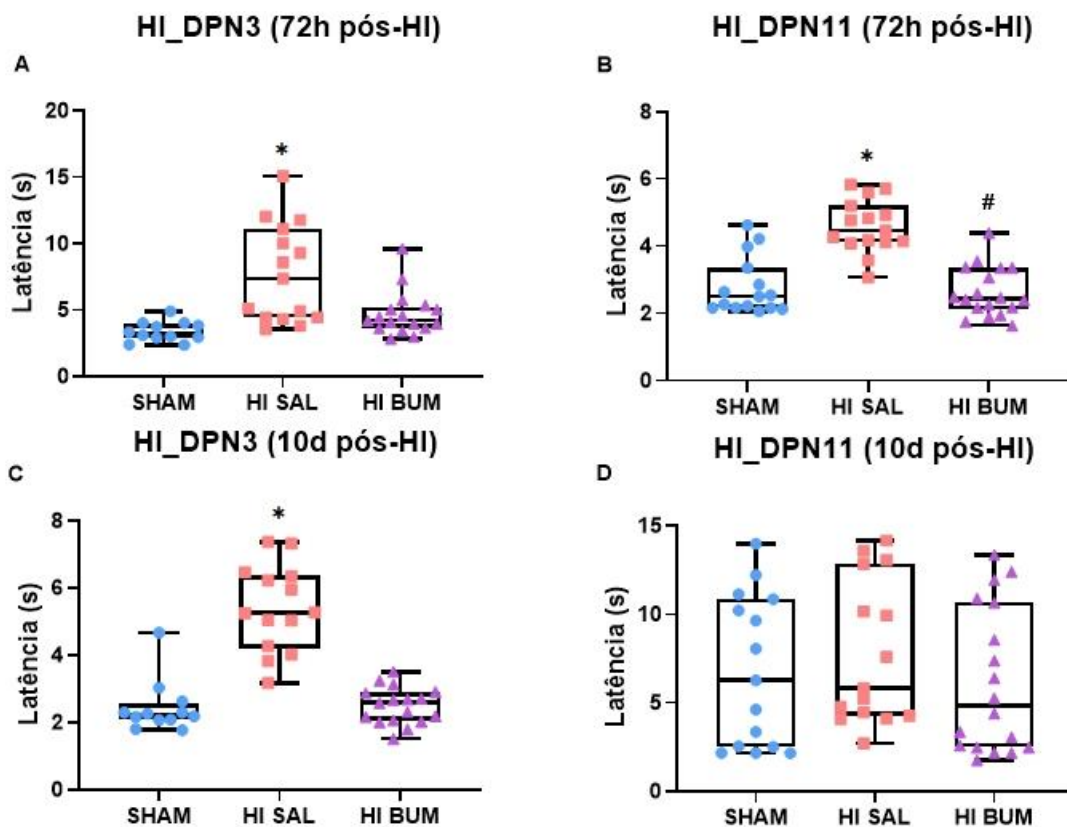 HI_DPN3 (72h pós-HI)
A
20
15
10
5
0
Latência (s)
*
SHAM
HI SAL
HI BUM
HI_DPN11 (72h pós-HI)
B
8
6
4
2
0
Latência (s)
*
#
SHAM
HI SAL
HI BUM
HI_DPN3 (10d pós-HI)
C
8
6
4
2
0
Latência (s)
*
SHAM
HI SAL
HI BUM
HI_DPN11 (10d pós-HI)
D
15
10
5
0
Latência (s)
SHAM
HI SAL
HI BUM